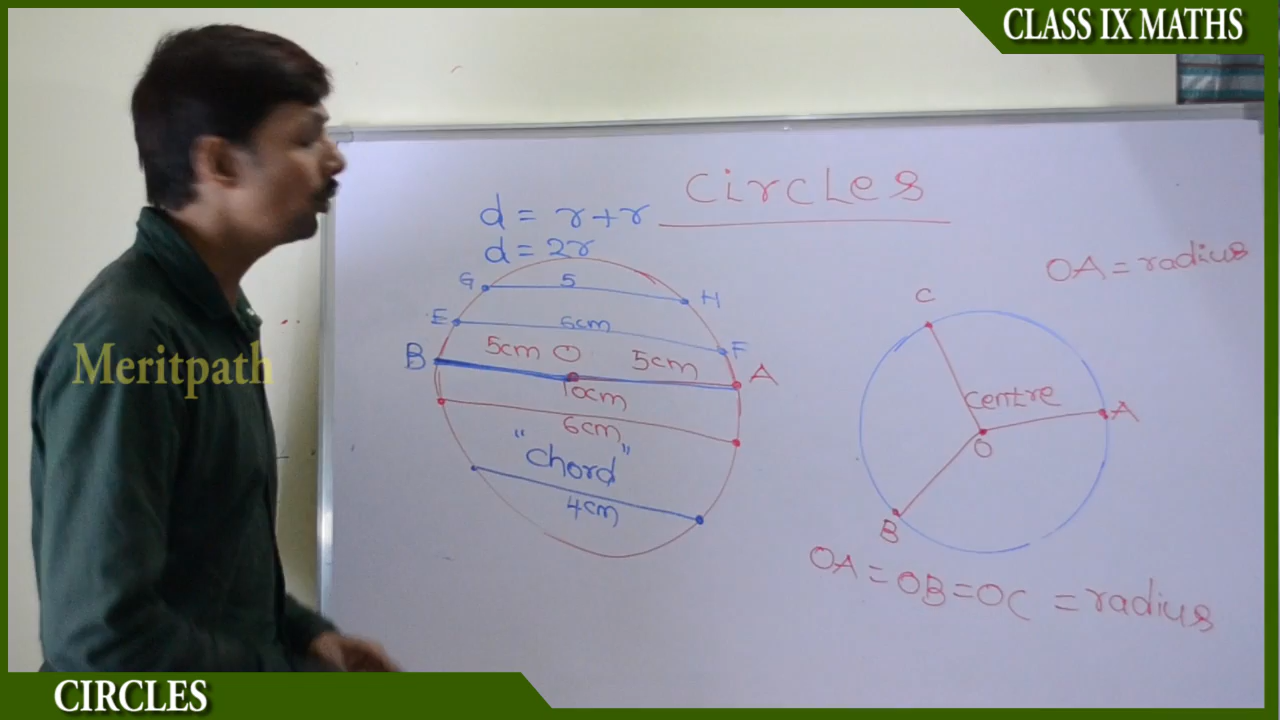 CLASS IX MATHS
Circles
d = r + r
d = 2r
OA = radius
G 5 H
E 6cm F
B 5cm O 5cm A
10cm
6cm
"chord"
4cm
C
centre
A
O
B
OA = OB = OC = radius
Meritpath
CIRCLES